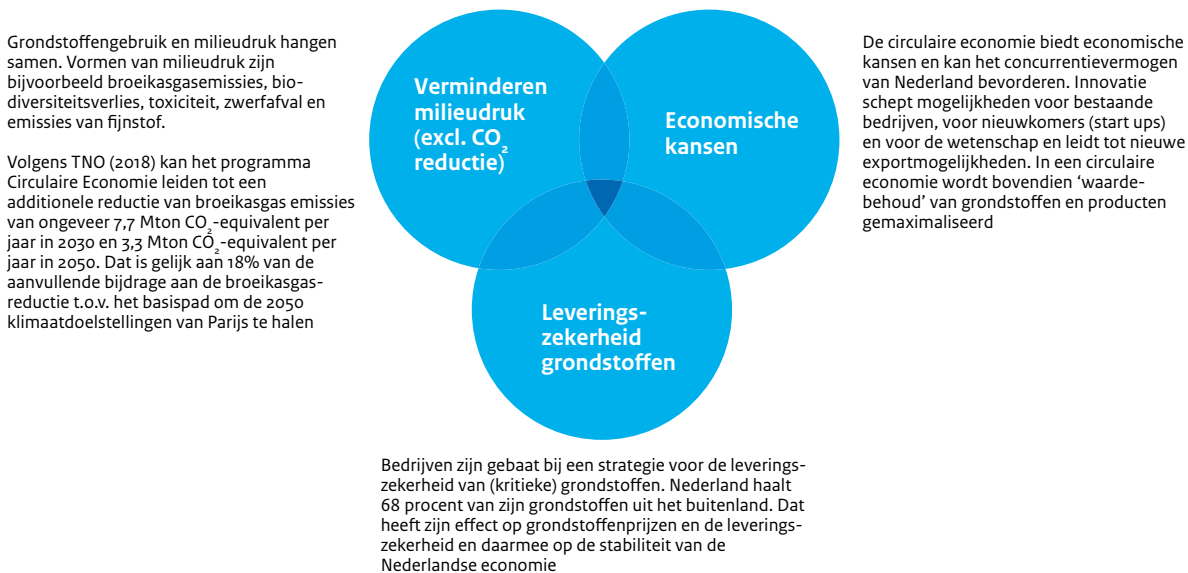 Grondstoffengebruik en milieudruk hangen
samen. Vormen van milieudruk zijn
bijvoorbeeld broeikasgasemissies, bio-
diversiteitsverlies, toxiciteit, zwerfafval en
emissies van fijnstof.
Volgens TNO (2018) kan het programma
Circulaire Economie leiden tot een
additionele reductie van broeikasgas emissies
van ongeveer 7,7 Mton CO₂-equivalent per
jaar in 2030 en 3,3 Mton CO₂-equivalent per
jaar in 2050. Dat is gelijk aan 18% van de
aanvullende bijdrage aan de broeikasgas-
reductie t.o.v. het basispad om de 2050
klimaatdoelstellingen van Parijs te halen
Verminderen
milieudruk
(excl. CO₂
reductie)
Economische
kansen
Leverings-
zekerheid
grondstoffen
De circulaire economie biedt economische
kansen en kan het concurrentievermogen
van Nederland bevorderen. Innovatie
schept mogelijkheden voor bestaande
bedrijven, voor nieuwkomers (start ups)
en voor de wetenschap en leidt tot nieuwe
exportmogelijkheden. In een circulaire
economie wordt bovendien ‘waarde-
behoud’ van grondstoffen en producten
gemaximaliseerd
Bedrijven zijn gebaat bij een strategie voor de leverings-
zekerheid van (kritieke) grondstoffen. Nederland haalt
68 procent van zijn grondstoffen uit het buitenland. Dat
heeft zijn effect op grondstoffenprijzen en de leverings-
zekerheid en daarmee op de stabiliteit van de
Nederlandse economie